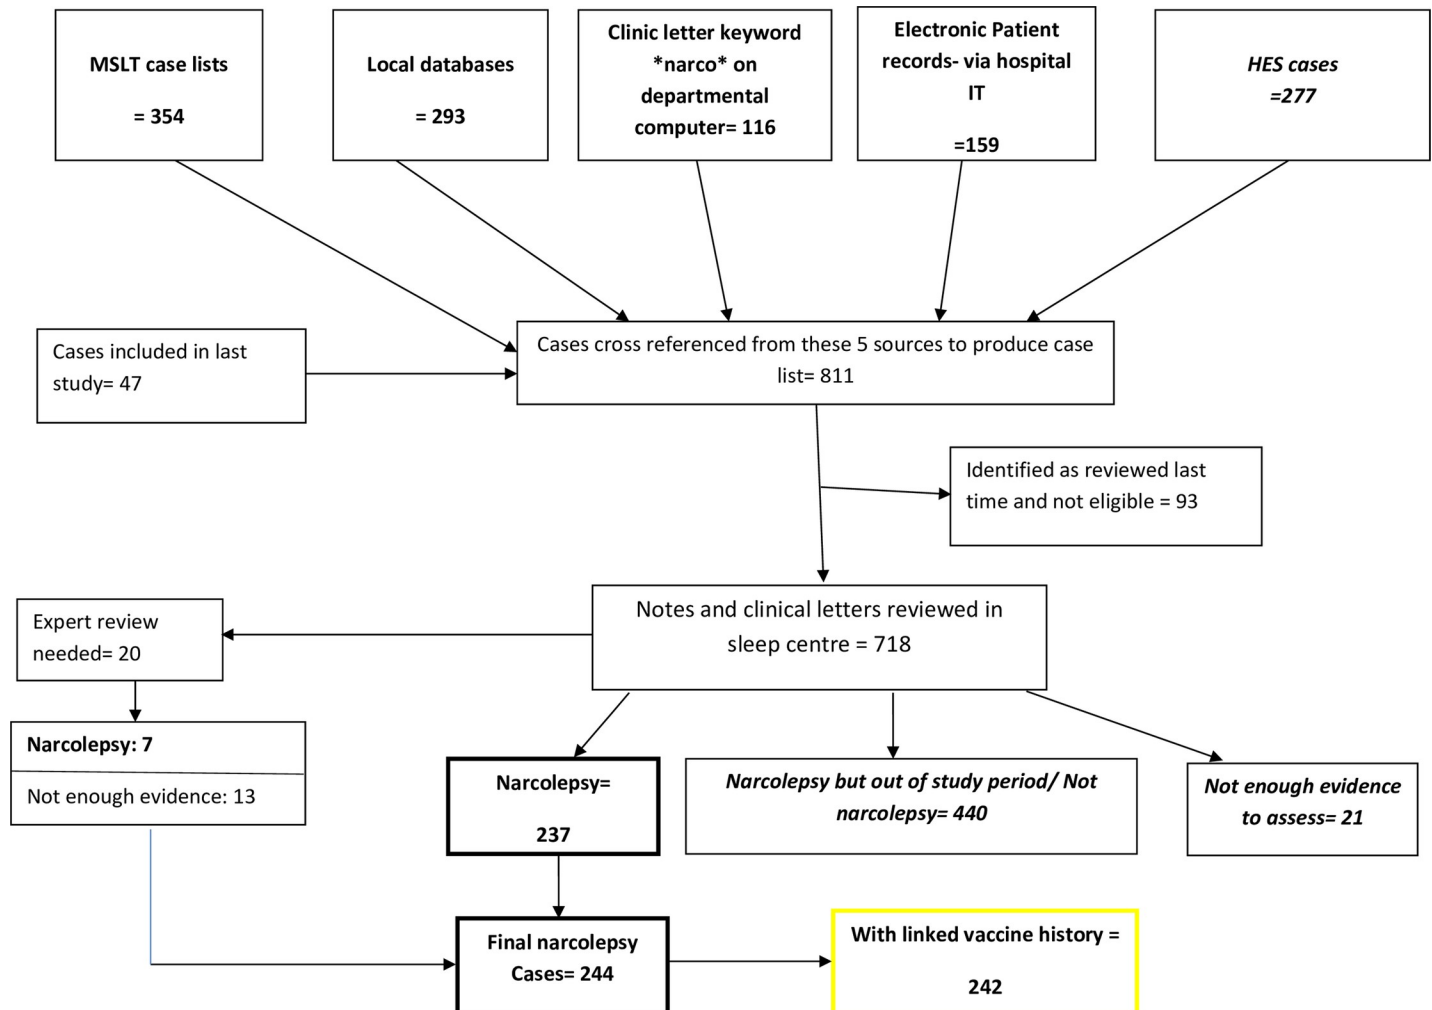 MSLT case lists
= 354
Local databases
= 293
Clinic letter keyword
*narco* on
departmental
computer= 116
Electronic Patient
records- via hospital
IT
=159
HES cases
=277
Cases included in last
study= 47
Cases cross referenced from these 5 sources to produce case
list= 811
Identified as reviewed last
time and not eligible = 93
Notes and clinical letters reviewed in
sleep centre = 718
Expert review
needed= 20
Narcolepsy: 7
Not enough evidence: 13
Narcolepsy=
237
Narcolepsy but out of study period/ Not
narcolepsy= 440
Not enough evidence
to assess= 21
Final narcolepsy
Cases= 244
With linked vaccine history =
242